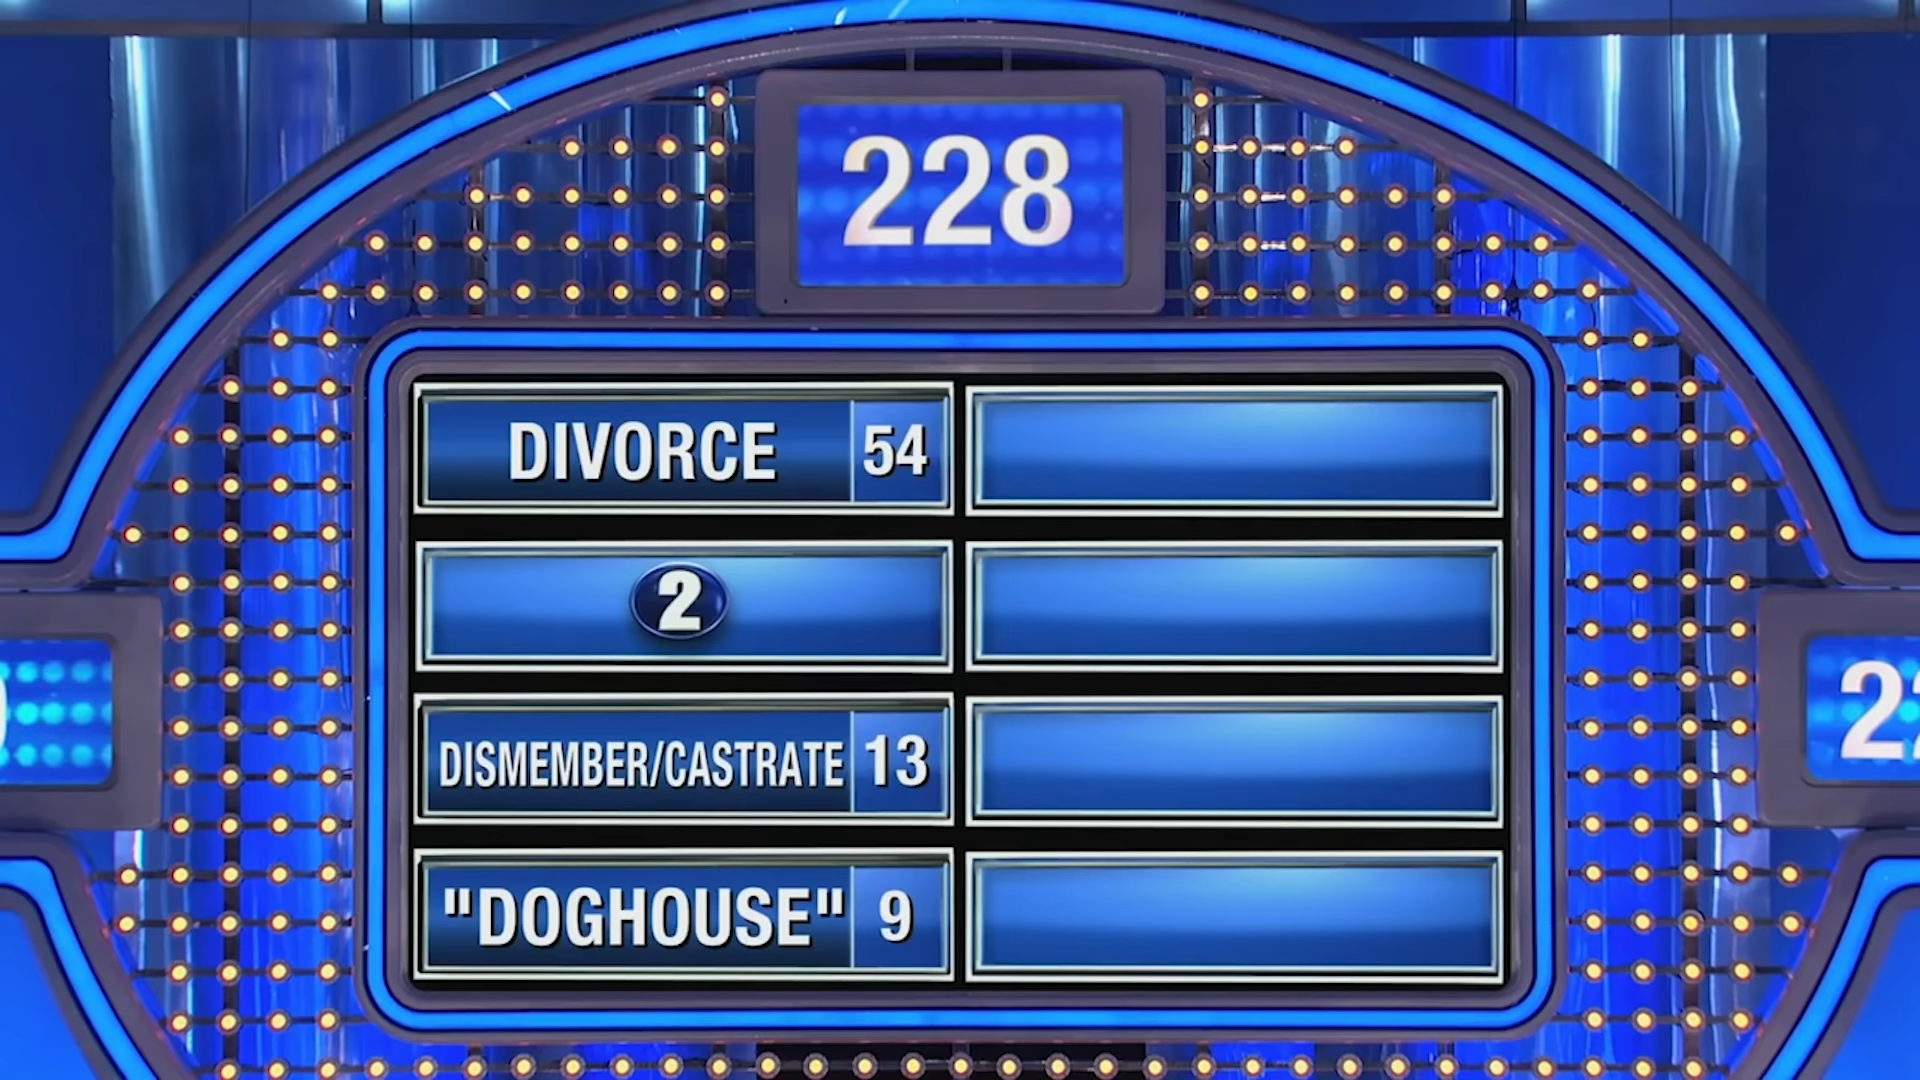 228
DIVORCE 54
2
DISMEMBER/CASTRATE 13
"DOGHOUSE" 9